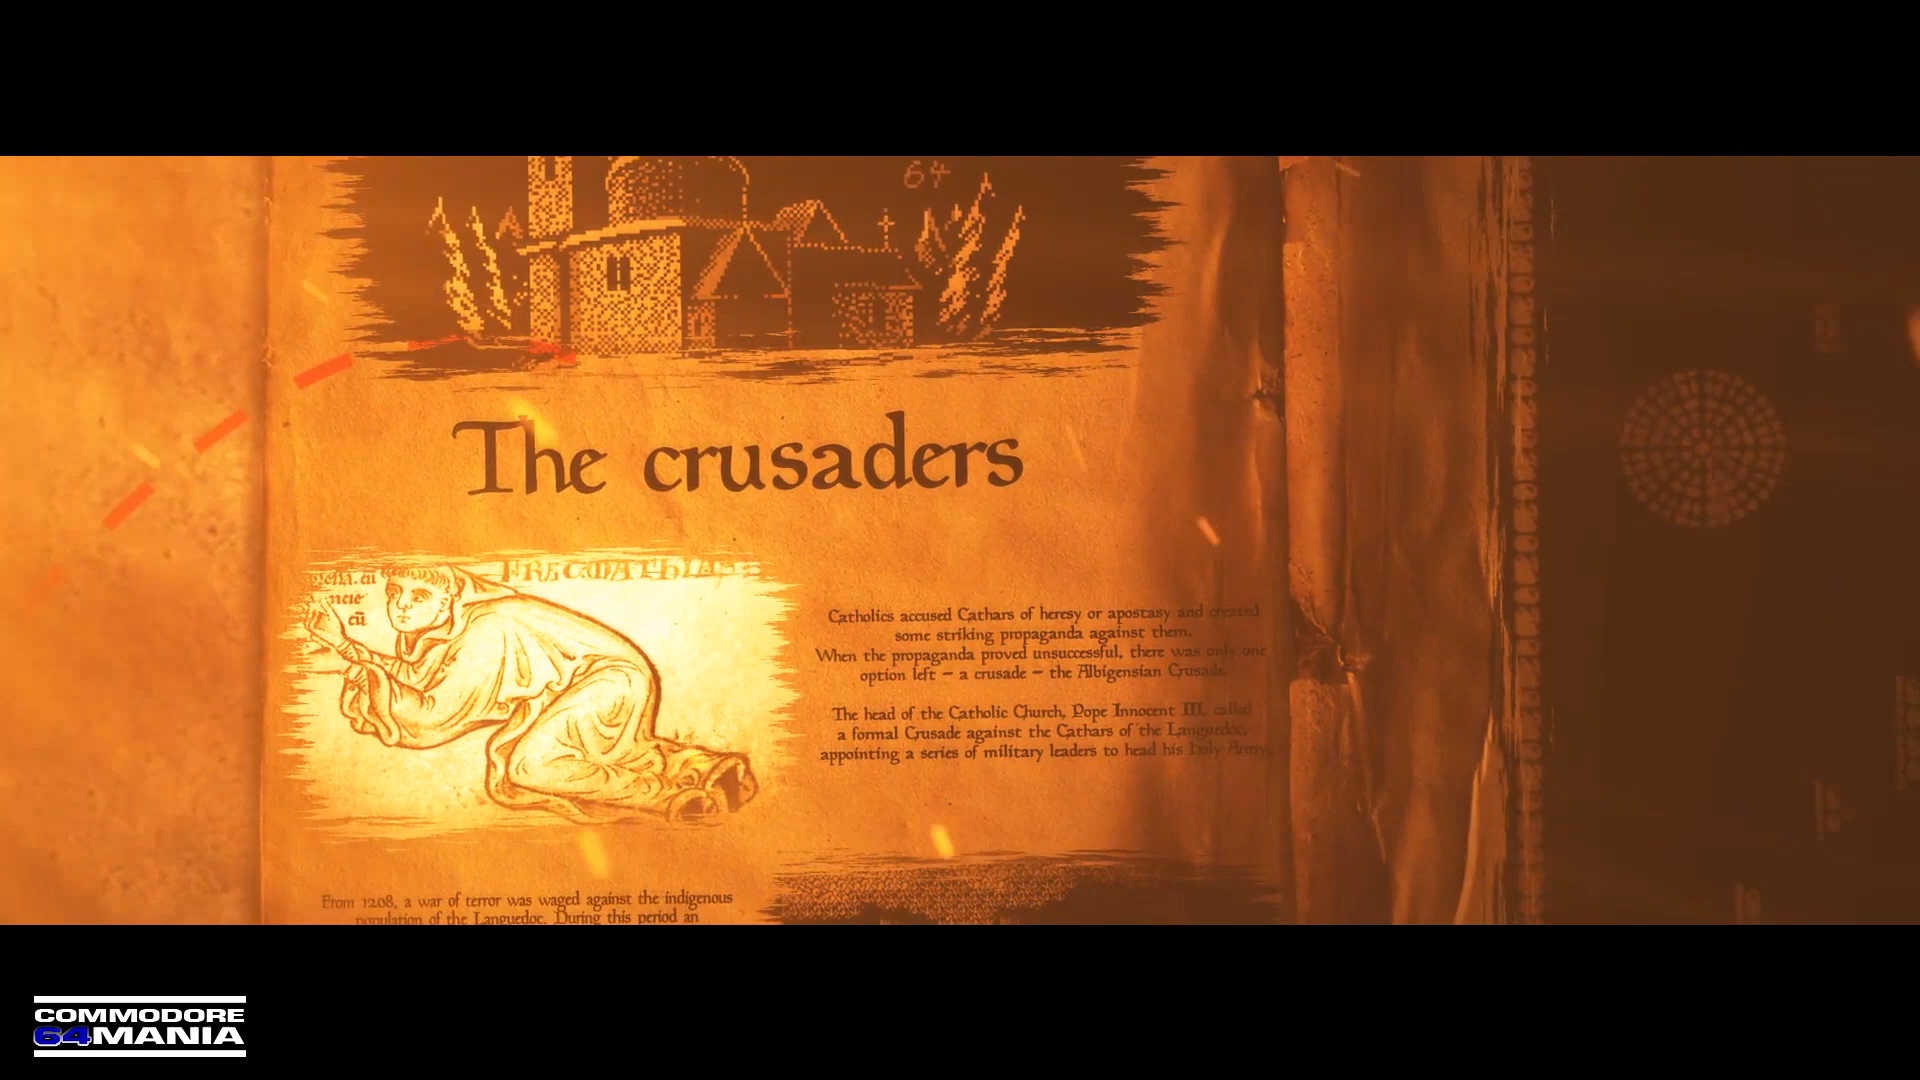 64
The crusaders
cū
Catholics accused Cathars of heresy or apostasy and created
some striking propaganda against them.
When the propaganda proved unsuccessful, there was only one
option left – a crusade – the Albigensian Crusade.
The head of the Catholic Church, Pope Innocent III, called
a formal Crusade against the Cathars of the Languedoc,
appointing a series of military leaders to head his Holy Army.
From 1208, a war of terror was waged against the indigenous
population of the Languedoc. During this period an
COMMODORE
64MANIA